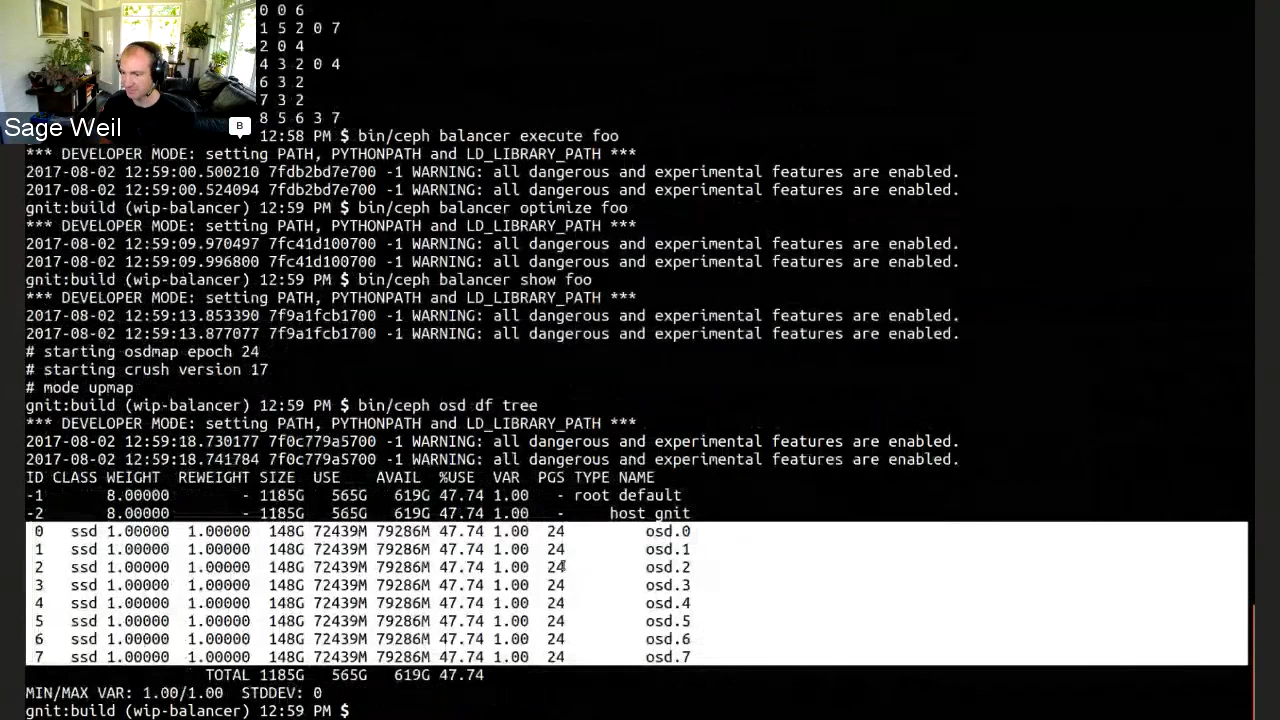 0 0 6
1 5 2 0 7
2 0 4
4 3 2 0 4
6 3 2
7 3 2
8 5 6 3 7
Sage Weil
B
12:58 PM $ bin/ceph balancer execute foo
*** DEVELOPER MODE: setting PATH, PYTHONPATH and LD_LIBRARY_PATH ***
2017-08-02 12:59:00.500210 7fdb2bd7e700 -1 WARNING: all dangerous and experimental features are enabled.
2017-08-02 12:59:00.524094 7fdb2bd7e700 -1 WARNING: all dangerous and experimental features are enabled.
gnit:build (wip-balancer) 12:59 PM $ bin/ceph balancer optimize foo
*** DEVELOPER MODE: setting PATH, PYTHONPATH and LD_LIBRARY_PATH ***
2017-08-02 12:59:09.970497 7fc41d100700 -1 WARNING: all dangerous and experimental features are enabled.
2017-08-02 12:59:09.996800 7fc41d100700 -1 WARNING: all dangerous and experimental features are enabled.
gnit:build (wip-balancer) 12:59 PM $ bin/ceph balancer show foo
*** DEVELOPER MODE: setting PATH, PYTHONPATH and LD_LIBRARY_PATH ***
2017-08-02 12:59:13.853390 7f9a1fcb1700 -1 WARNING: all dangerous and experimental features are enabled.
2017-08-02 12:59:13.877077 7f9a1fcb1700 -1 WARNING: all dangerous and experimental features are enabled.
# starting osdmap epoch 24
# starting crush version 17
# mode upmap
gnit:build (wip-balancer) 12:59 PM $ bin/ceph osd df tree
*** DEVELOPER MODE: setting PATH, PYTHONPATH and LD_LIBRARY_PATH ***
2017-08-02 12:59:18.730177 7f0c779a5700 -1 WARNING: all dangerous and experimental features are enabled.
2017-08-02 12:59:18.741784 7f0c779a5700 -1 WARNING: all dangerous and experimental features are enabled.
ID CLASS WEIGHT REWEIGHT SIZE USE AVAIL %USE VAR PGS TYPE NAME
-1 8.00000 - 1185G 565G 619G 47.74 1.00 - root default
-2 8.00000 - 1185G 565G 619G 47.74 1.00 - host gnit
0 ssd 1.00000 1.00000 148G 72439M 79286M 47.74 1.00 24 osd.0
1 ssd 1.00000 1.00000 148G 72439M 79286M 47.74 1.00 24 osd.1
2 ssd 1.00000 1.00000 148G 72439M 79286M 47.74 1.00 24 osd.2
3 ssd 1.00000 1.00000 148G 72439M 79286M 47.74 1.00 24 osd.3
4 ssd 1.00000 1.00000 148G 72439M 79286M 47.74 1.00 24 osd.4
5 ssd 1.00000 1.00000 148G 72439M 79286M 47.74 1.00 24 osd.5
6 ssd 1.00000 1.00000 148G 72439M 79286M 47.74 1.00 24 osd.6
7 ssd 1.00000 1.00000 148G 72439M 79286M 47.74 1.00 24 osd.7
TOTAL 1185G 565G 619G 47.74
MIN/MAX VAR: 1.00/1.00 STDDEV: 0
gnit:build (wip-balancer) 12:59 PM $